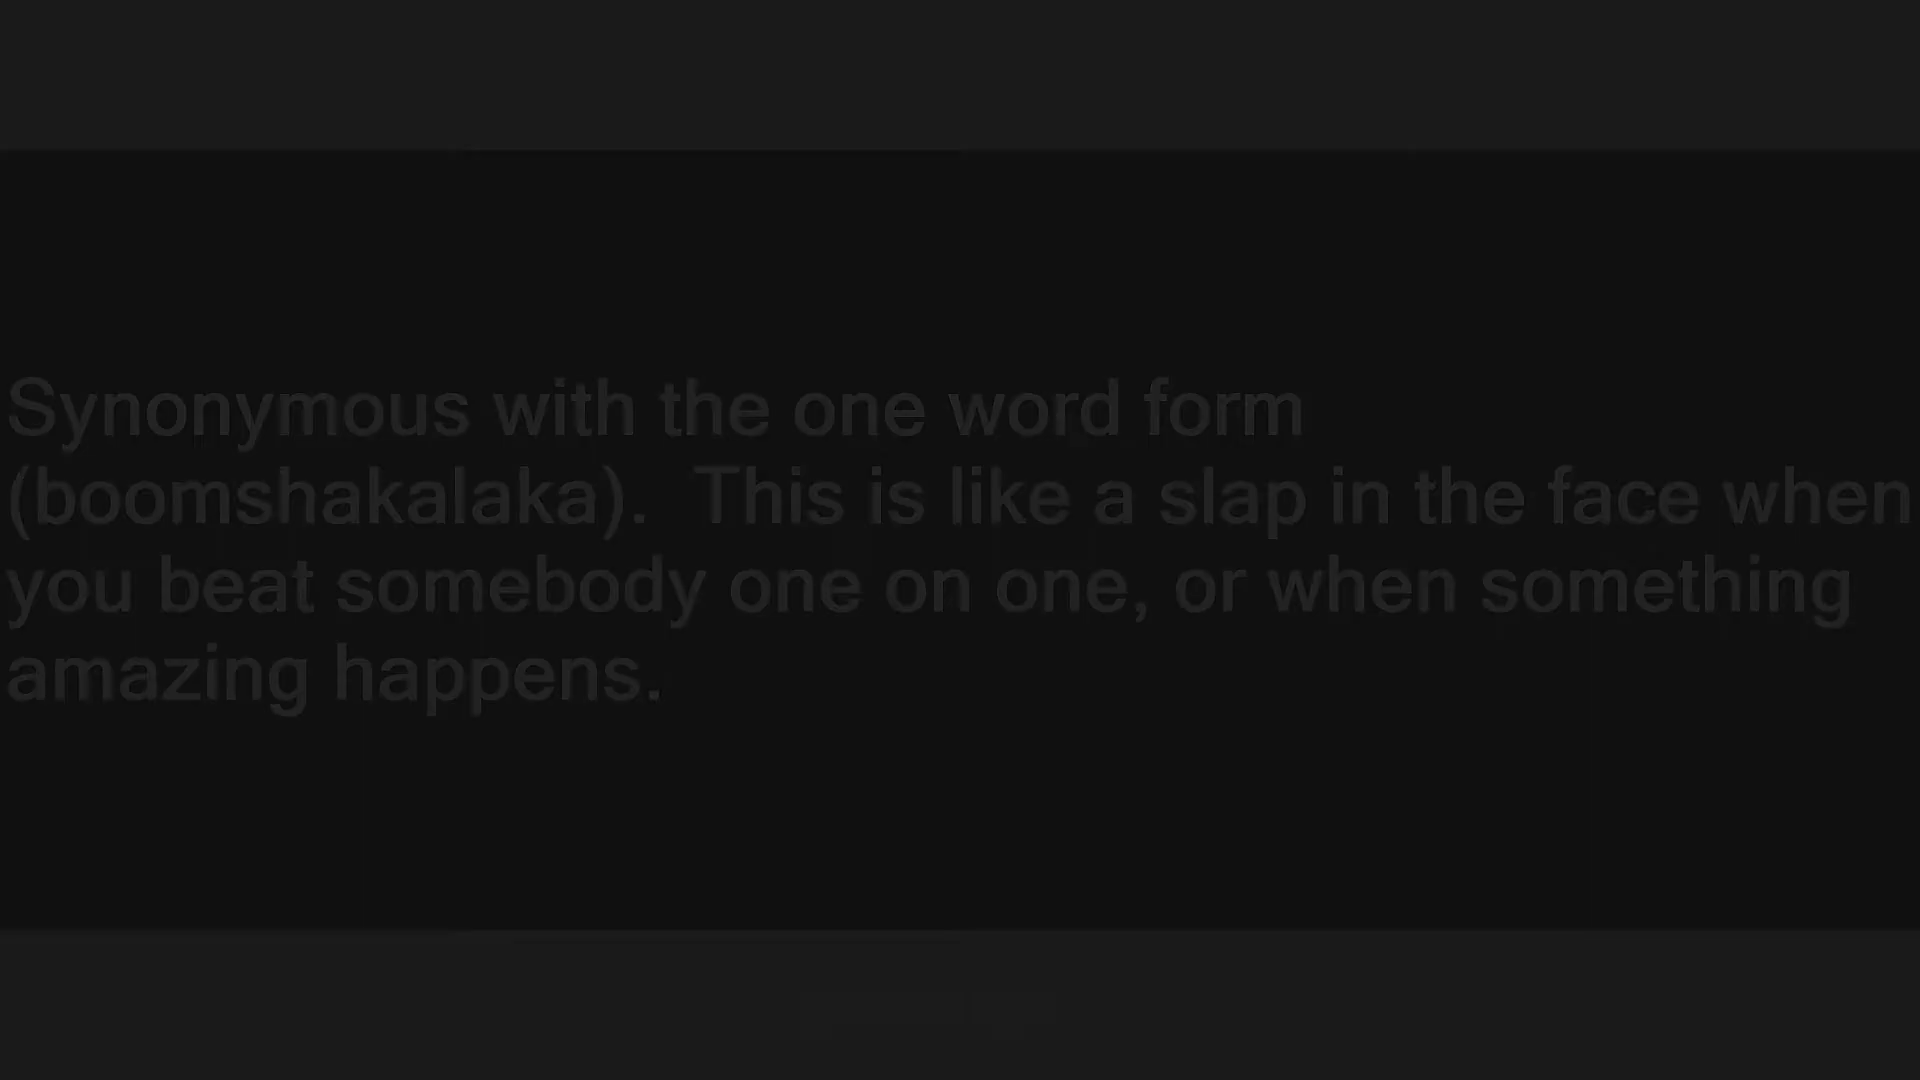 Synonymous with the one word form
(boomshakalaka).  This is like a slap in the face when
you beat somebody one on one, or when something
amazing happens.